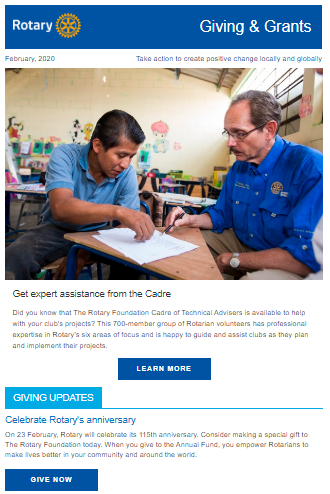 Rotary
Giving & Grants
February, 2020
Take action to create positive change locally and globally
Get expert assistance from the Cadre
Did you know that The Rotary Foundation Cadre of Technical Advisers is available to help
with your club's projects? This 700-member group of Rotarian volunteers has professional
expertise in Rotary's six areas of focus and is happy to guide and assist clubs as they plan
and implement their projects.
LEARN MORE
GIVING UPDATES
Celebrate Rotary's anniversary
On 23 February, Rotary will celebrate its 115th anniversary. Consider making a special gift to
The Rotary Foundation today. When you give to the Annual Fund, you empower Rotarians to
make lives better in your community and around the world.
GIVE NOW